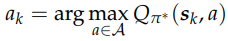 a_k = arg max_{a∈𝒜} Q_{π*}(𝒔_k, a)